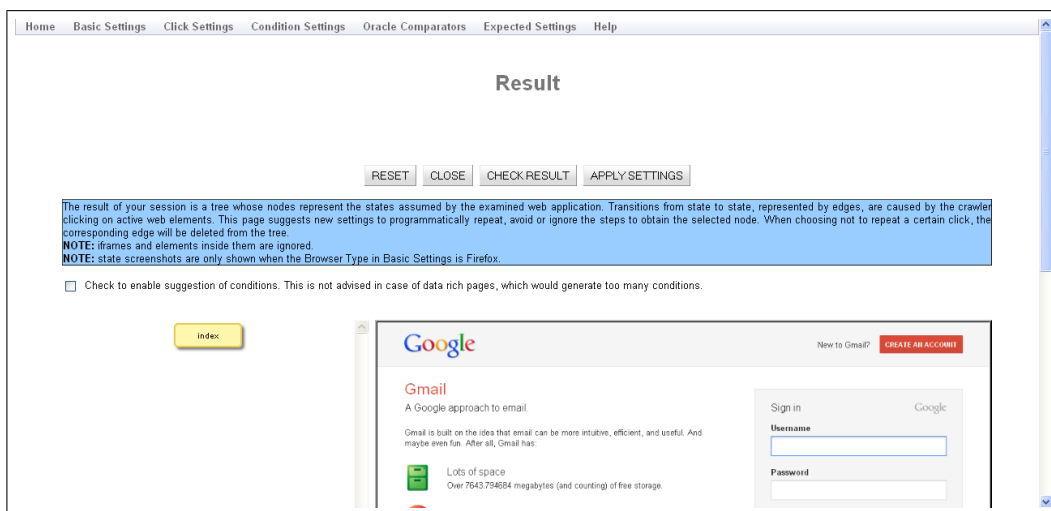 Home Basic Settings Click Settings Condition Settings Oracle Comparators Expected Settings Help
Result
RESET CLOSE CHECK RESULT APPLY SETTINGS
The result of your session is a tree whose nodes represent the states assumed by the examined web application. Transitions from state to state, represented by edges, are caused by the crawler
clicking on active web elements. This page suggests new settings to programmatically repeat, avoid or ignore the steps to obtain the selected node. When choosing not to repeat a certain click, the
corresponding edge will be deleted from the tree.
NOTE: iframes and elements inside them are ignored.
NOTE: state screenshots are only shown when the Browser Type in Basic Settings is Firefox.
Check to enable suggestion of conditions. This is not advised in case of data rich pages, which would generate too many conditions.
index
Google
New to Gmail? CREATE AN ACCOUNT
Gmail
A Google approach to email.
Gmail is built on the idea that email can be more intuitive, efficient, and useful. And
maybe even fun. After all, Gmail has:
Lots of space
Over 7643.794684 megabytes (and counting) of free storage.
Sign in Google
Username
Password